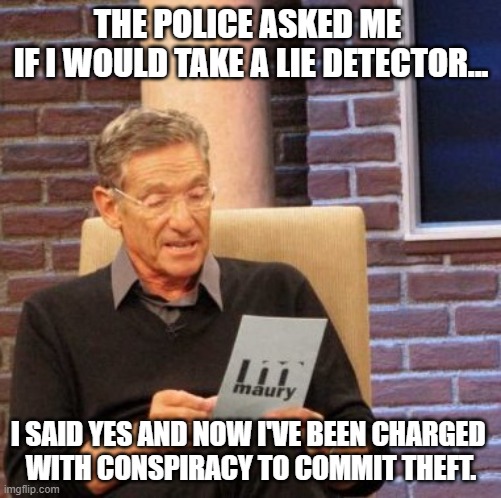 THE POLICE ASKED ME
IF I WOULD TAKE A LIE DETECTOR...
maury
I SAID YES AND NOW I'VE BEEN CHARGED
WITH CONSPIRACY TO COMMIT THEFT.
imgflip.com